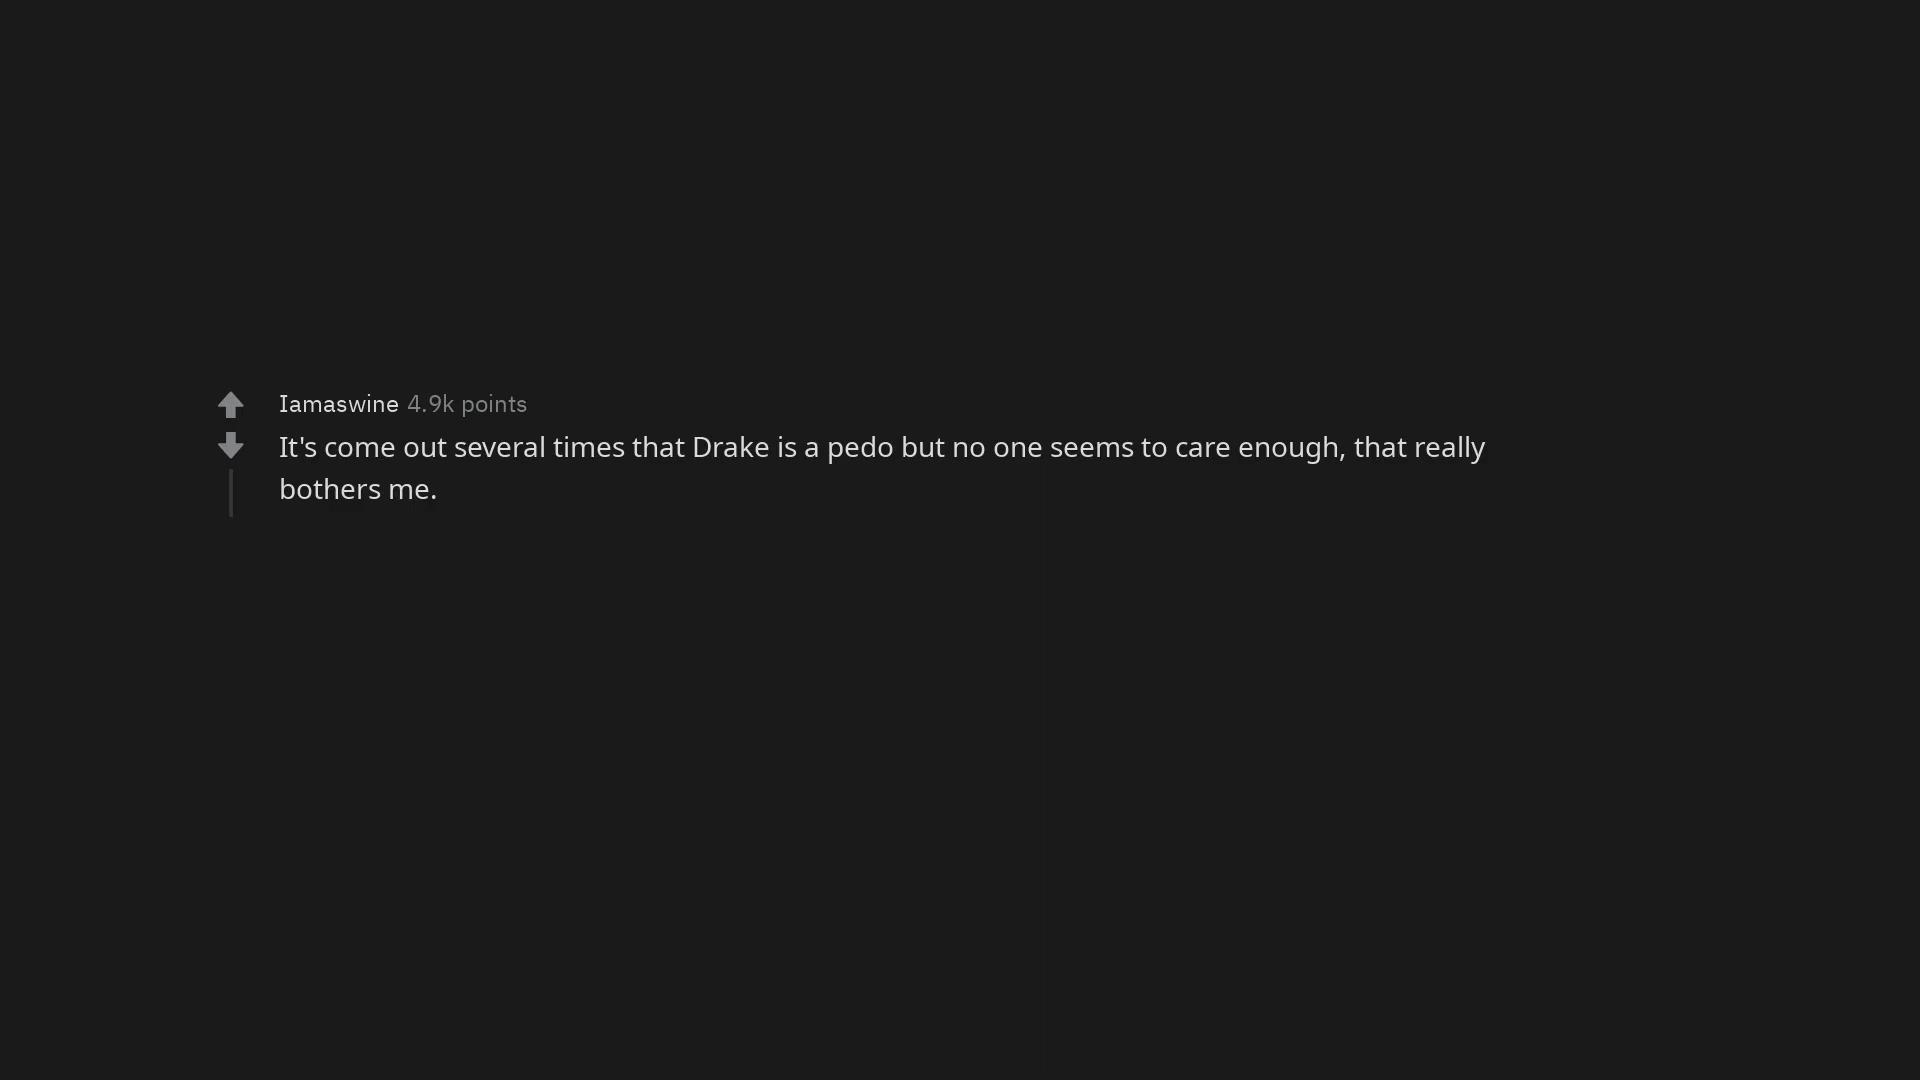 Iamaswine 4.9k points
It's come out several times that Drake is a pedo but no one seems to care enough, that really
bothers me.